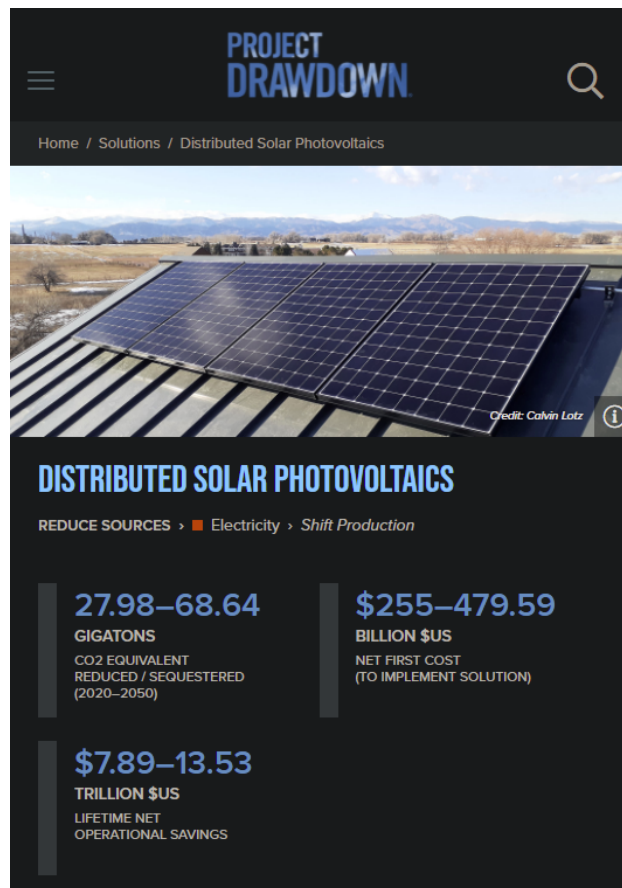 PROJECT
DRAWDOWN.
Home / Solutions / Distributed Solar Photovoltaics
Credit: Calvin Lotz
DISTRIBUTED SOLAR PHOTOVOLTAICS
REDUCE SOURCES › Electricity › Shift Production
27.98–68.64
GIGATONS
CO2 EQUIVALENT
REDUCED / SEQUESTERED
(2020–2050)
$255–479.59
BILLION $US
NET FIRST COST
(TO IMPLEMENT SOLUTION)
$7.89–13.53
TRILLION $US
LIFETIME NET
OPERATIONAL SAVINGS